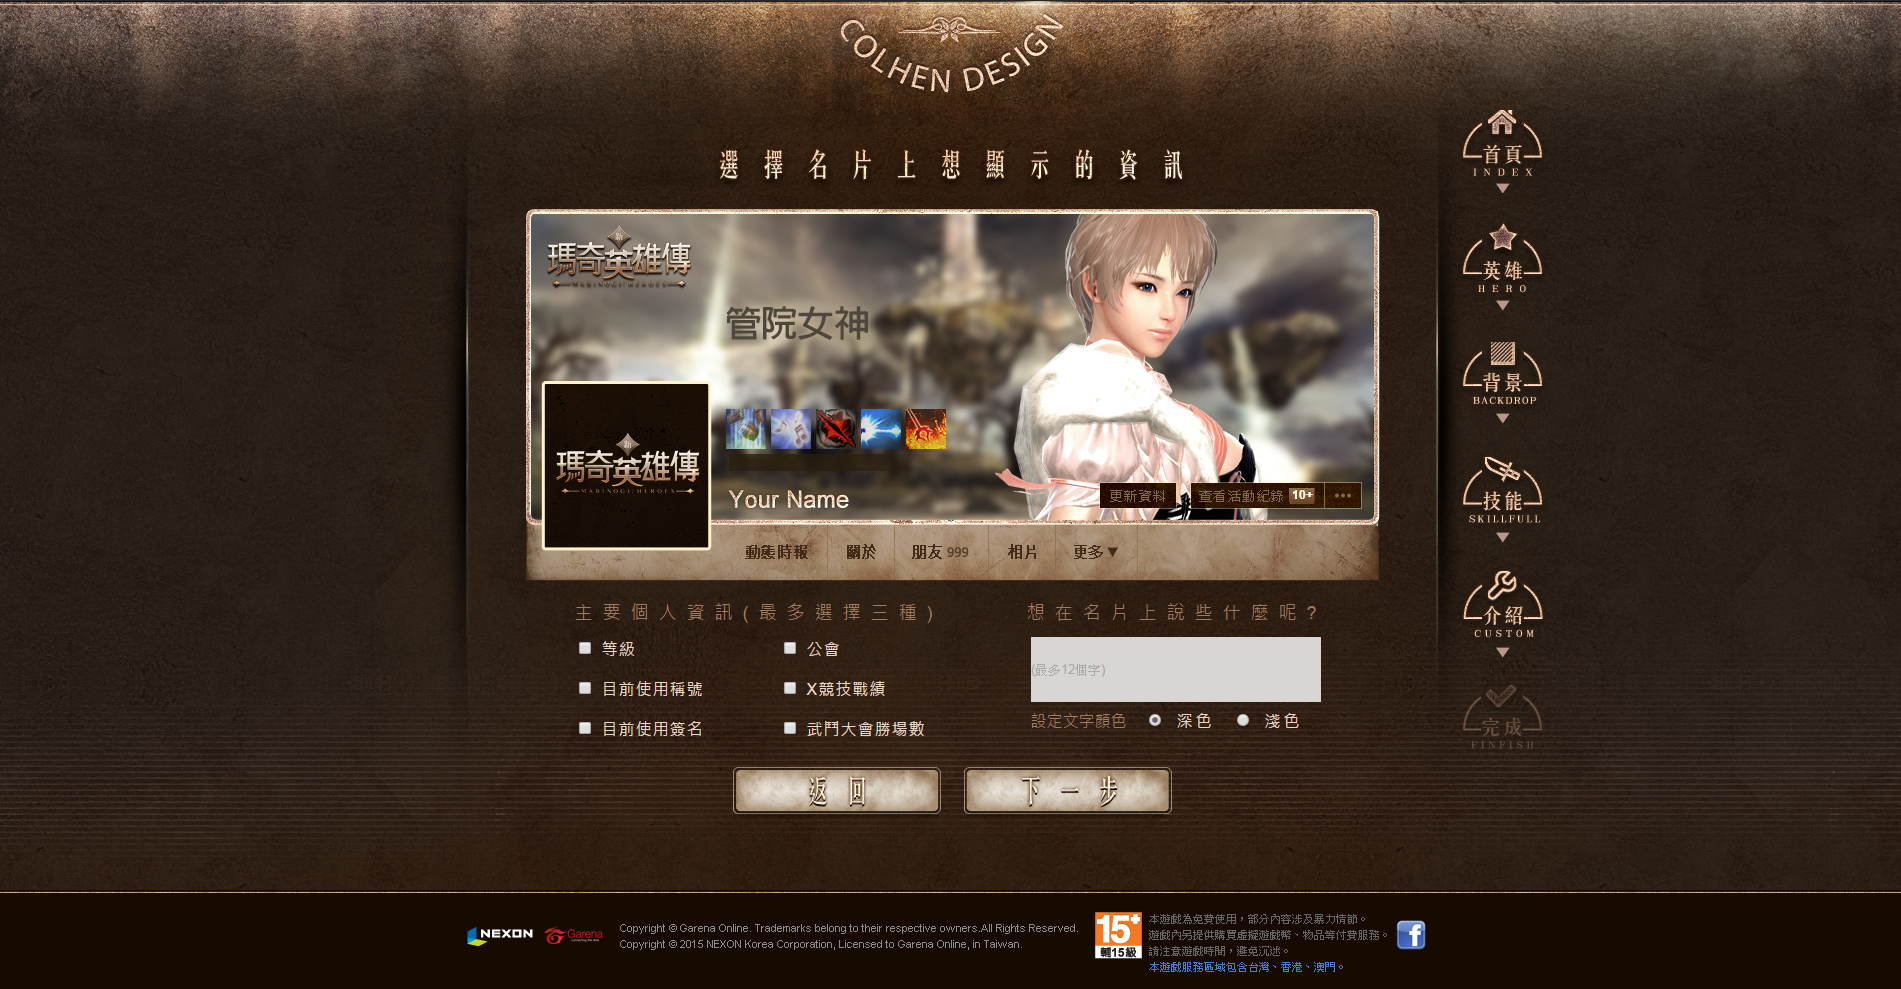 COLHEN DESIGN
選擇名片上想顯示的資訊
新
瑪奇英雄傳
MABINOGI:HEROES
管院女神
新
瑪奇英雄傳
MABINOGI:HEROES
Your Name
更新資料
查看活動紀錄 10+ •••
動態時報
關於
朋友 999
相片
更多▼
主要個人資訊(最多選擇三種)
等級
公會
目前使用稱號
X競技戰績
目前使用簽名
武鬥大會勝場數
想在名片上說些什麼呢?
(最多12個字)
設定文字顏色 深色 淺色
返回
下一步
首頁
INDEX
英雄
HERO
背景
BACKDROP
技能
SKILLFULL
介紹
CUSTOM
完成
FINFISH
NEXON
Garena
Copyright © Garena Online. Trademarks belong to their respective owners.All Rights Reserved.
Copyright © 2015 NEXON Korea Corporation, Licensed to Garena Online, in Taiwan.
15+
輔15級
本遊戲為免費使用，部分內容涉及暴力情節。
遊戲內另提供購買虛擬遊戲幣、物品等付費服務。
請注意遊戲時間，避免沉迷。
本遊戲服務區域包含台灣、香港、澳門。
f